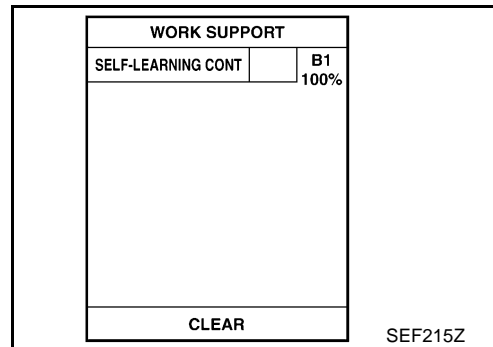 WORK SUPPORT
SELF-LEARNING CONT B1
100%
CLEAR
SEF215Z